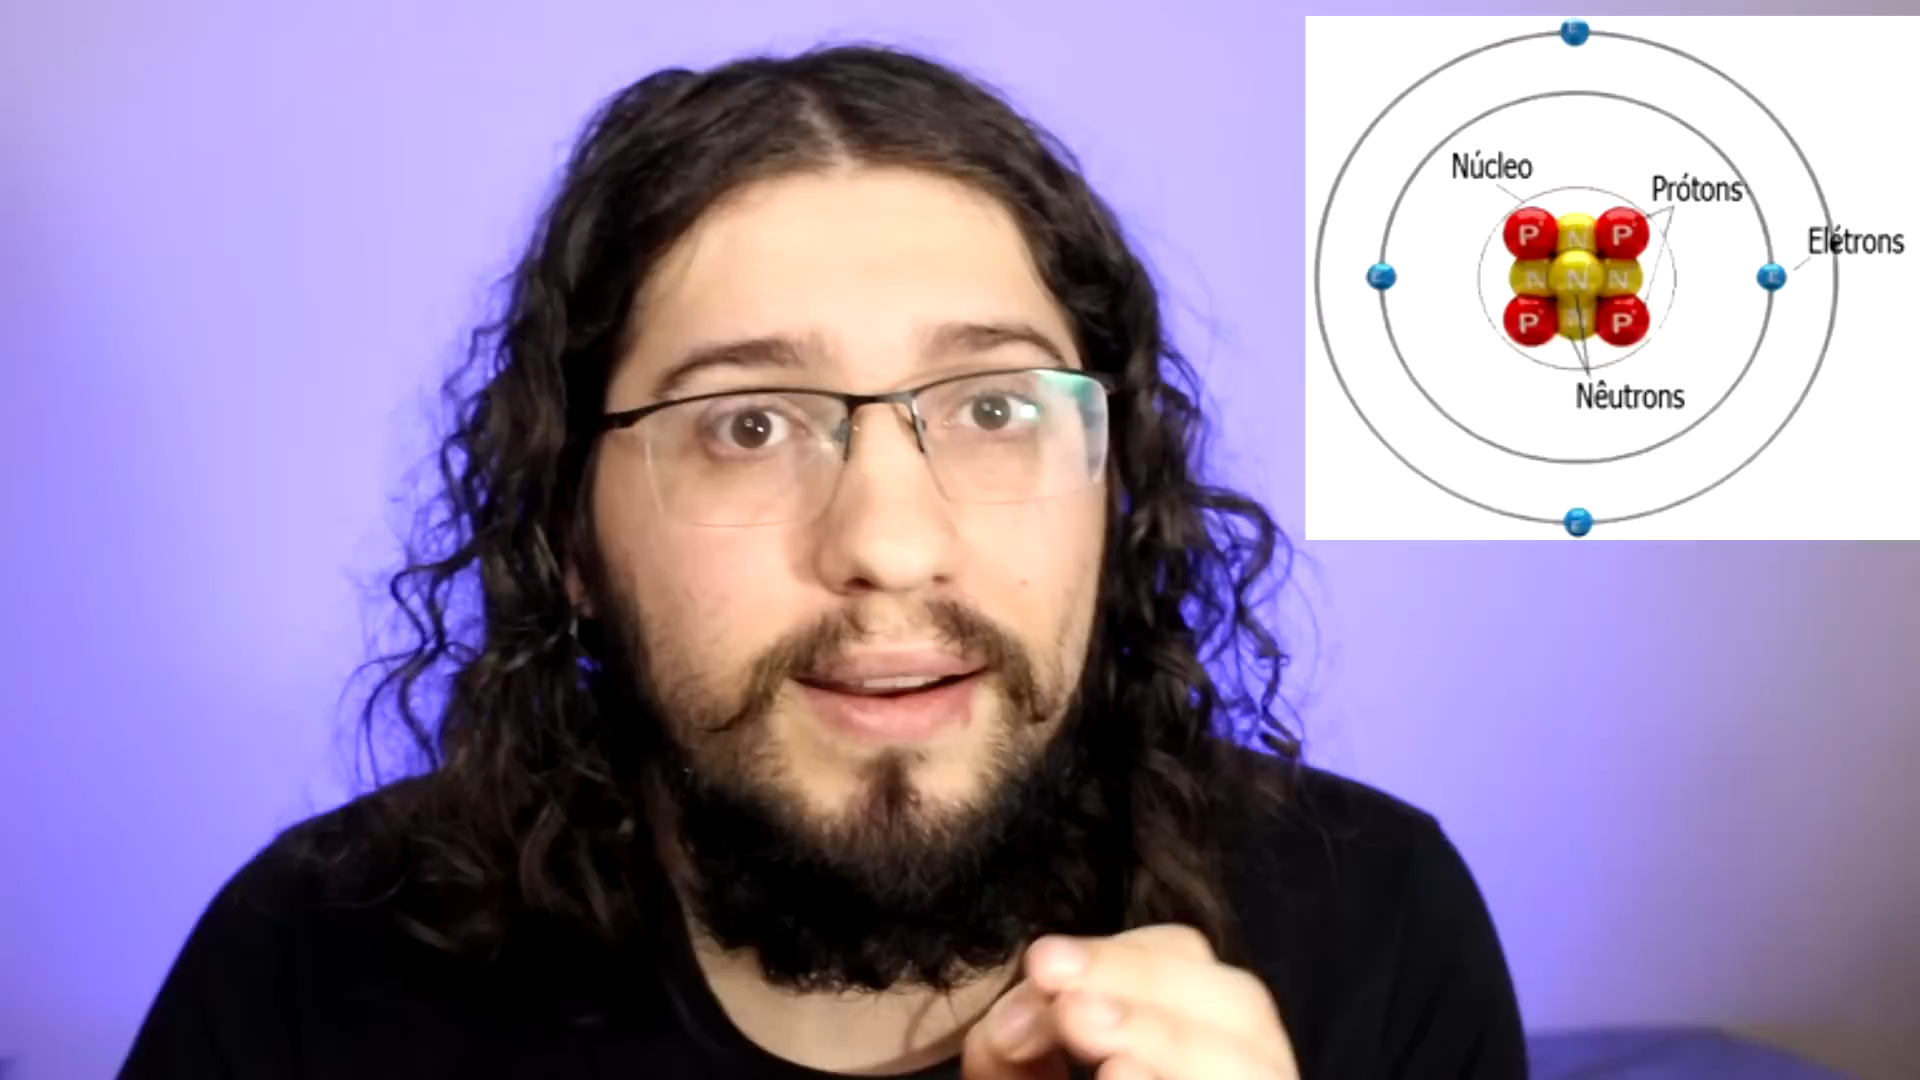 Núcleo
Prótons
Elétrons
P N P
N N N
P N P
Nêutrons
E
E
E
E